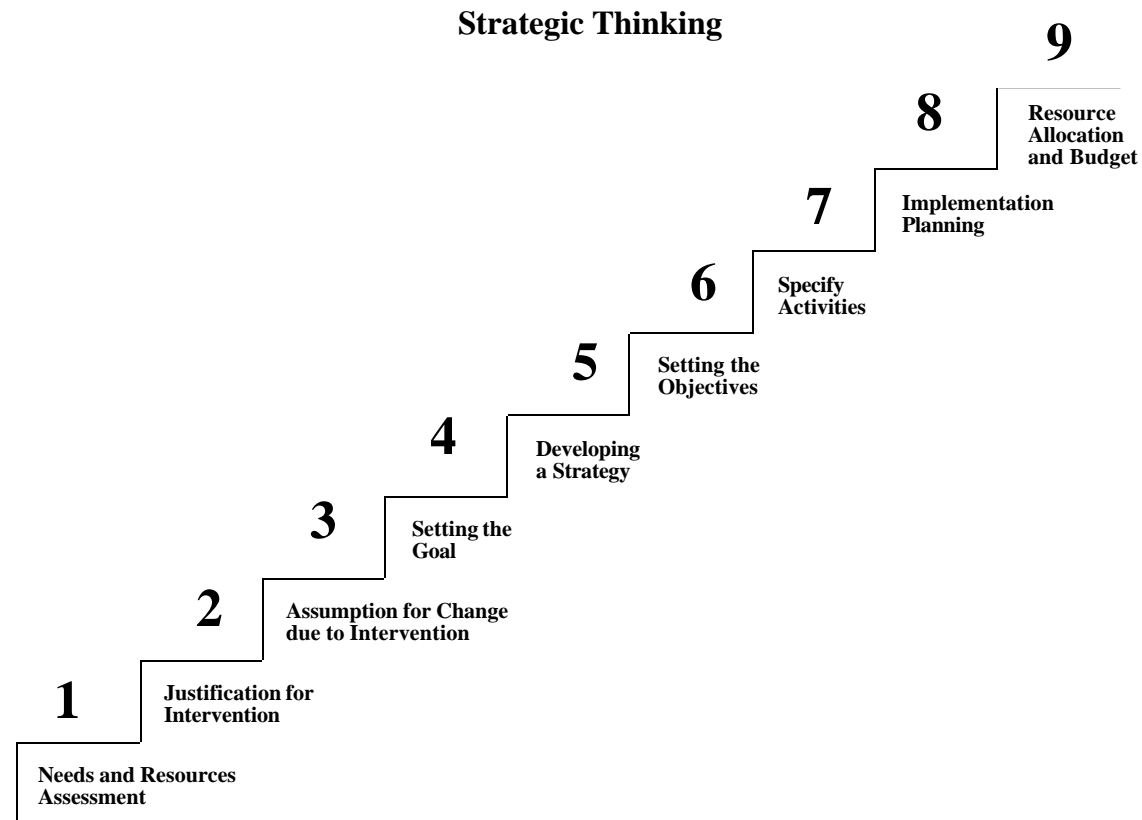 Strategic Thinking
9
Resource
Allocation
and Budget
8
Implementation
Planning
7
Specify
Activities
6
Setting the
Objectives
5
Developing
a Strategy
4
Setting the
Goal
3
Assumption for Change
due to Intervention
2
Justification for
Intervention
1
Needs and Resources
Assessment